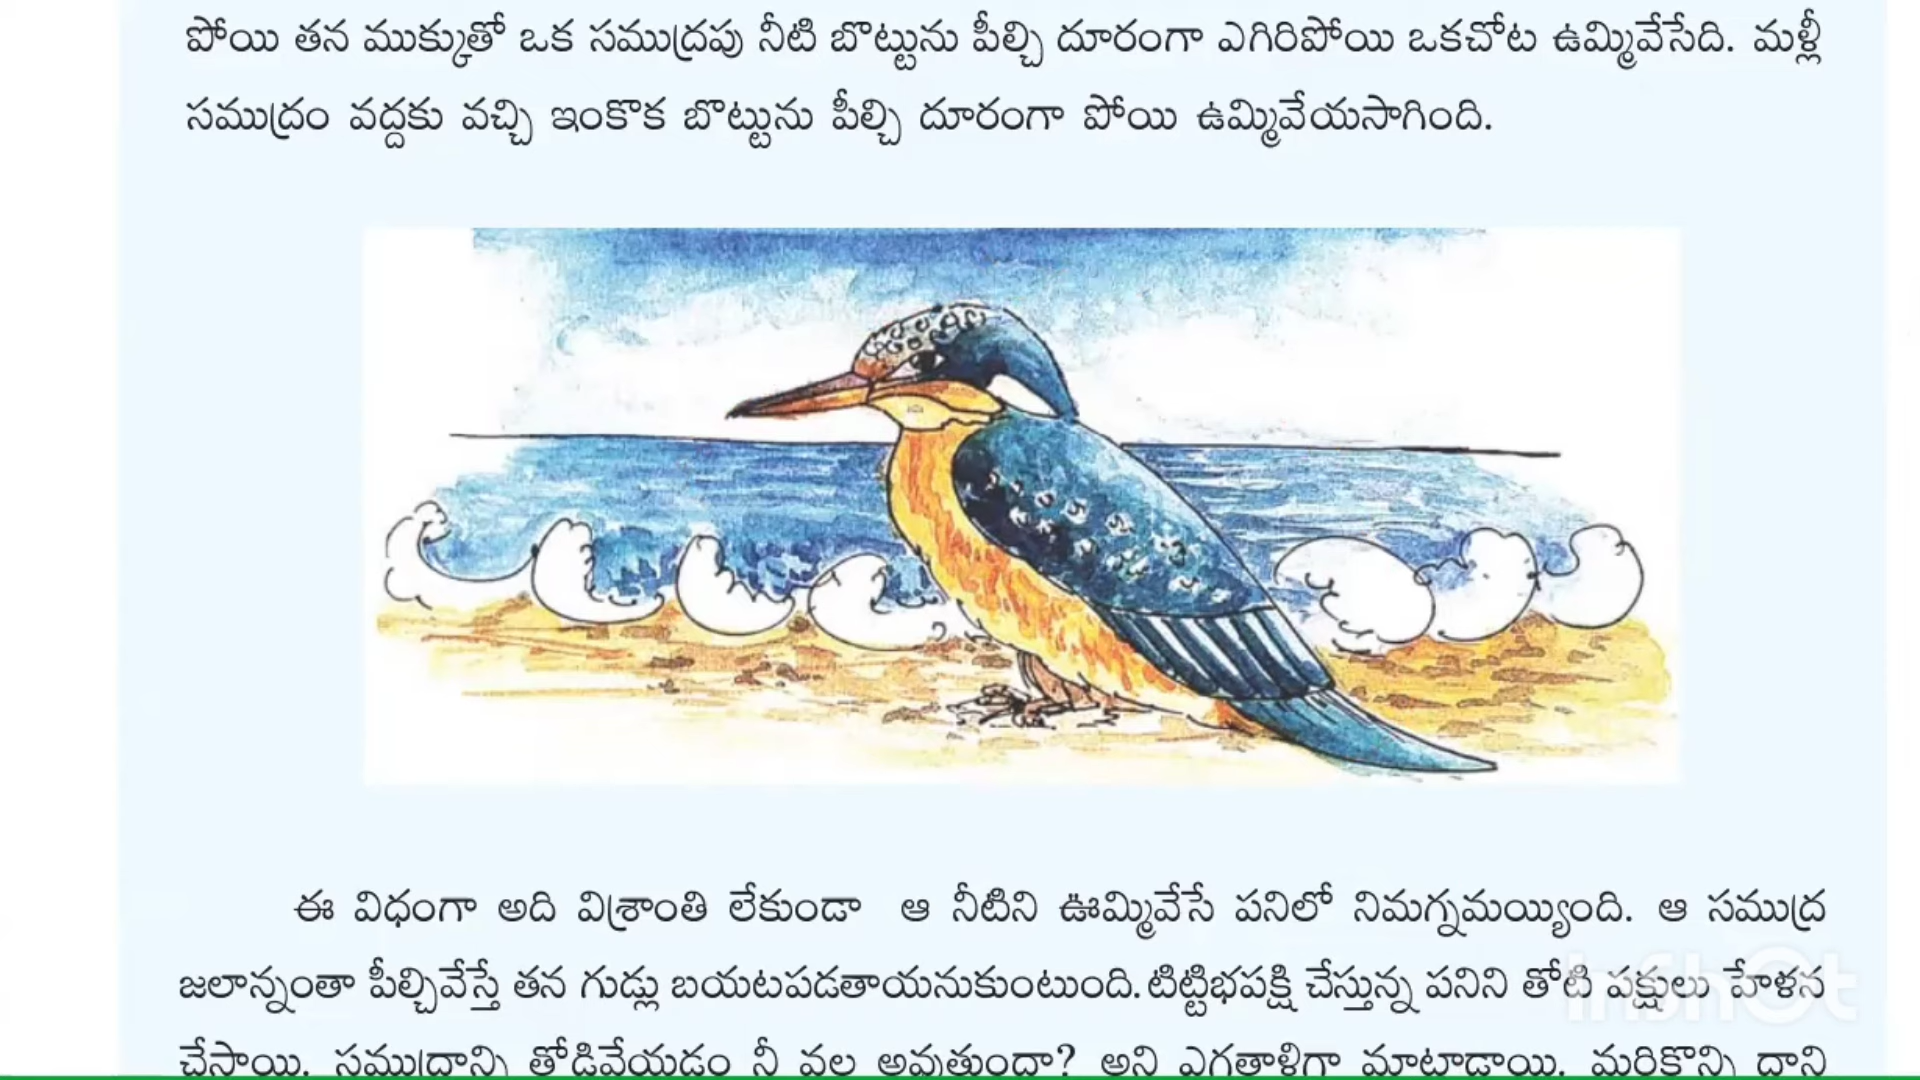 పోయి తన ముక్కుతో ఒక సముద్రపు నీటి బొట్టును పీల్చి దూరంగా ఎగిరిపోయి ఒకచోట ఉమ్మివేసేది. మళ్లీ
సముద్రం వద్దకు వచ్చి ఇంకొక బొట్టును పీల్చి దూరంగా పోయి ఉమ్మివేయసాగింది.
ఈ విధంగా అది విశ్రాంతి లేకుండా ఆ నీటిని ఊమ్మివేసే పనిలో నిమగ్నమయ్యింది. ఆ సముద్ర
జలాన్నంతా పీల్చివేస్తే తన గుడ్లు బయటపడతాయనుకుంటుంది. టిట్టిభపక్షి చేస్తున్న పనిని తోటి పక్షులు హేళన
చేసాయి. సముద్రాన్ని తోడివేయడం నీ వల్ల అవుతుందా? అని ఎగతాళిగా మాట్లాడాయి. మరికొన్ని దాని
InShOt